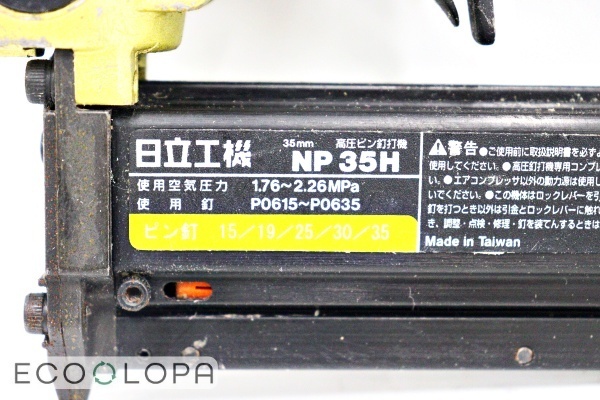 35mm 高圧ピン釘打機
日立工機 NP 35H
使用空気圧力 1.76〜2.26MPa
使用釘 P0615〜P0635
ピン釘 15／19／25／30／35
⚠警告 ●ご使用前に取扱説明書を必ず
使用してください。●高圧釘打機専用コンプ
い。●エアコンプレッサ以外の動力源は使用し
いでください。●この機体はロックレバーを引
釘を打つとき以外は引金とロックレバーに触れ
き、調整・点検・修理・釘を装てんするときは
Made in Taiwan
ECOOLOPA